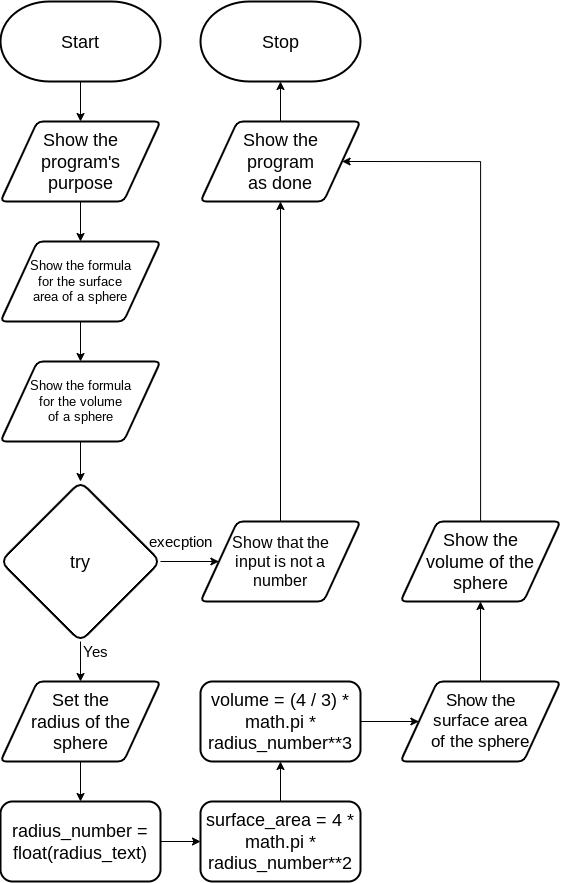 Start
Stop
Show the
program's
purpose
Show the
program
as done
Show the formula
for the surface
area of a sphere
Show the formula
for the volume
of a sphere
try
execption
Show that the
input is not a
number
Show the
volume of the
sphere
Yes
Set the
radius of the
sphere
volume = (4 / 3) *
math.pi *
radius_number**3
Show the
surface area
of the sphere
radius_number =
float(radius_text)
surface_area = 4 *
math.pi *
radius_number**2